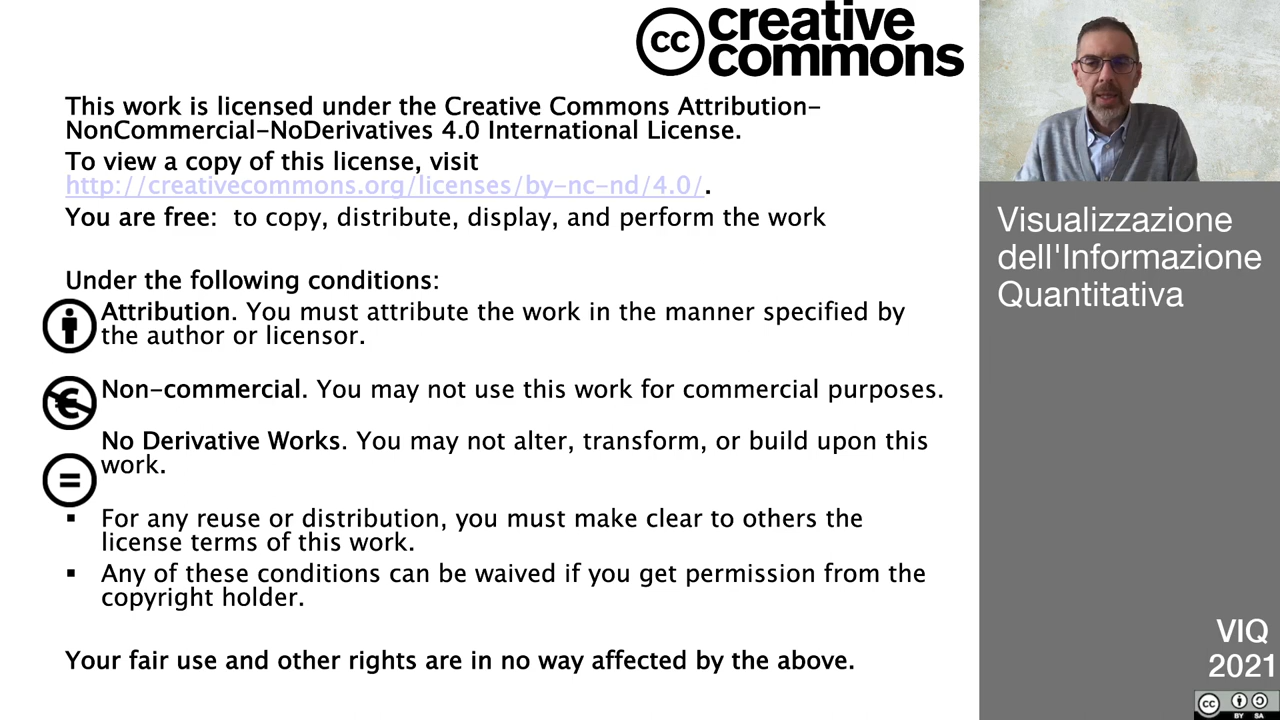 cc creative
commons
This work is licensed under the Creative Commons Attribution-
NonCommercial-NoDerivatives 4.0 International License.
To view a copy of this license, visit
http://creativecommons.org/licenses/by-nc-nd/4.0/.
You are free: to copy, distribute, display, and perform the work
Under the following conditions:
Attribution. You must attribute the work in the manner specified by
the author or licensor.
Non-commercial. You may not use this work for commercial purposes.
No Derivative Works. You may not alter, transform, or build upon this
work.
▪ For any reuse or distribution, you must make clear to others the
license terms of this work.
▪ Any of these conditions can be waived if you get permission from the
copyright holder.
Your fair use and other rights are in no way affected by the above.
Visualizzazione
dell'Informazione
Quantitativa
VIQ
2021
cc
BY SA